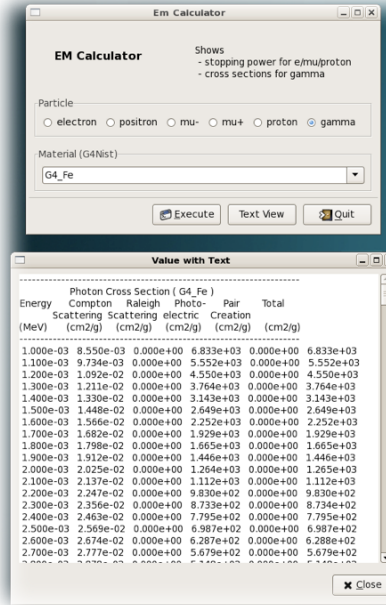 Em Calculator
EM Calculator
Shows
- stopping power for e/mu/proton
- cross sections for gamma
Particle
electron positron mu- mu+ proton gamma
Material (G4Nist)
G4_Fe
Execute Text View Quit
Value with Text
--------------------------------------------------------------------
Photon Cross Section ( G4_Fe )
Energy Compton Raleigh Photo- Pair Total
Scattering Scattering electric Creation
(MeV) (cm2/g) (cm2/g) (cm2/g) (cm2/g) (cm2/g)
--------------------------------------------------------------------
1.000e-03 8.550e-03 0.000e+00 6.833e+03 0.000e+00 6.833e+03
1.100e-03 9.734e-03 0.000e+00 5.552e+03 0.000e+00 5.552e+03
1.200e-03 1.092e-02 0.000e+00 4.550e+03 0.000e+00 4.550e+03
1.300e-03 1.211e-02 0.000e+00 3.764e+03 0.000e+00 3.764e+03
1.400e-03 1.330e-02 0.000e+00 3.143e+03 0.000e+00 3.143e+03
1.500e-03 1.448e-02 0.000e+00 2.649e+03 0.000e+00 2.649e+03
1.600e-03 1.566e-02 0.000e+00 2.252e+03 0.000e+00 2.252e+03
1.700e-03 1.682e-02 0.000e+00 1.929e+03 0.000e+00 1.929e+03
1.800e-03 1.798e-02 0.000e+00 1.665e+03 0.000e+00 1.665e+03
1.900e-03 1.912e-02 0.000e+00 1.446e+03 0.000e+00 1.446e+03
2.000e-03 2.025e-02 0.000e+00 1.264e+03 0.000e+00 1.265e+03
2.100e-03 2.137e-02 0.000e+00 1.112e+03 0.000e+00 1.112e+03
2.200e-03 2.247e-02 0.000e+00 9.830e+02 0.000e+00 9.830e+02
2.300e-03 2.356e-02 0.000e+00 8.733e+02 0.000e+00 8.734e+02
2.400e-03 2.463e-02 0.000e+00 7.795e+02 0.000e+00 7.795e+02
2.500e-03 2.569e-02 0.000e+00 6.987e+02 0.000e+00 6.987e+02
2.600e-03 2.674e-02 0.000e+00 6.287e+02 0.000e+00 6.288e+02
2.700e-03 2.777e-02 0.000e+00 5.679e+02 0.000e+00 5.679e+02
Close